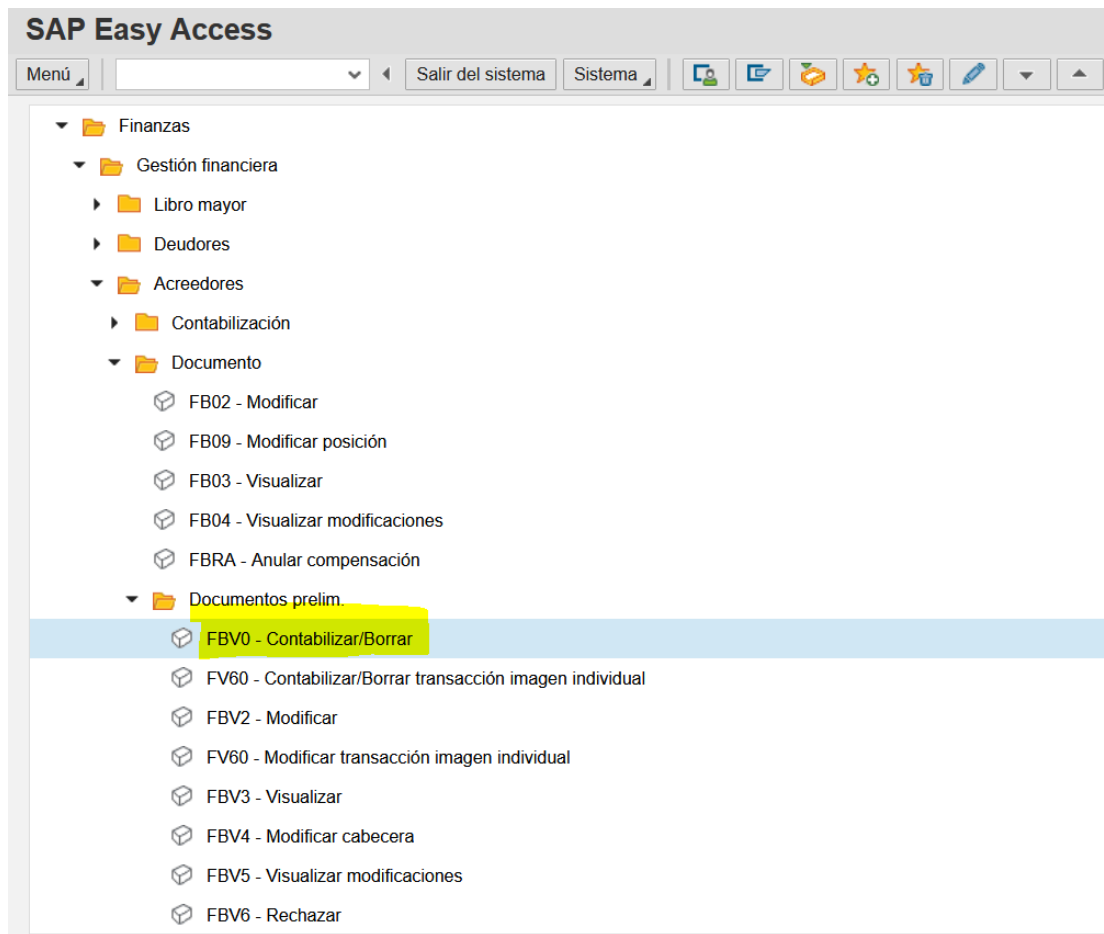 SAP Easy Access
Menú Salir del sistema Sistema
Finanzas
Gestión financiera
Libro mayor
Deudores
Acreedores
Contabilización
Documento
FB02 - Modificar
FB09 - Modificar posición
FB03 - Visualizar
FB04 - Visualizar modificaciones
FBRA - Anular compensación
Documentos prelim.
FBV0 - Contabilizar/Borrar
FV60 - Contabilizar/Borrar transacción imagen individual
FBV2 - Modificar
FV60 - Modificar transacción imagen individual
FBV3 - Visualizar
FBV4 - Modificar cabecera
FBV5 - Visualizar modificaciones
FBV6 - Rechazar